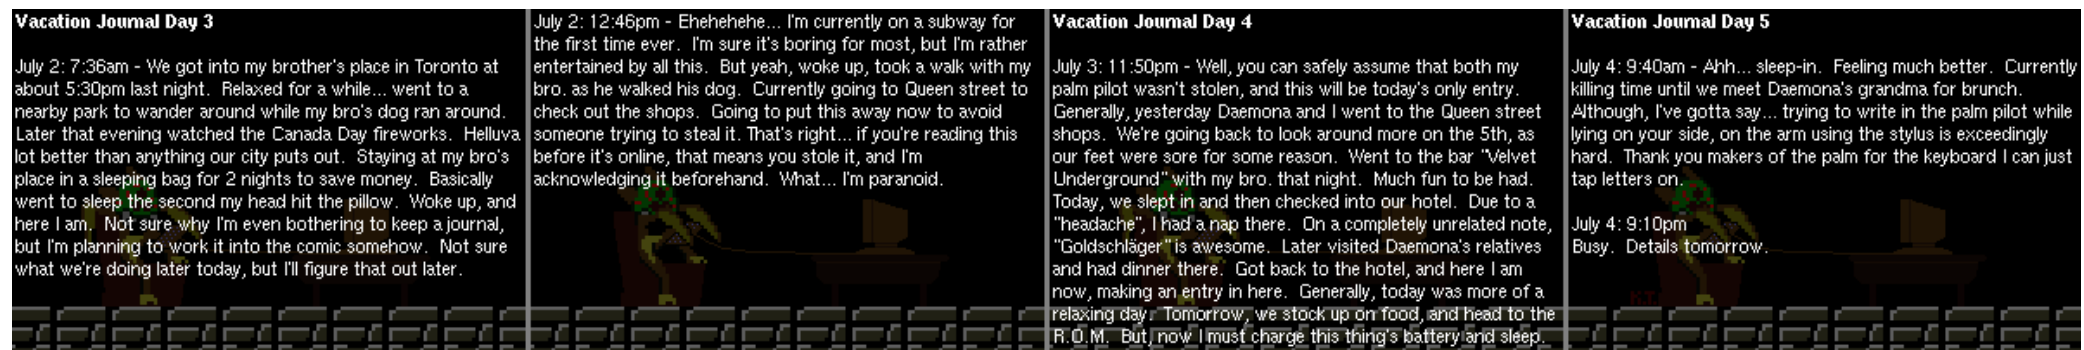 Vacation Journal Day 3
July 2: 7:36am - We got into my brother's place in Toronto at
about 5:30pm last night.  Relaxed for a while... went to a
nearby park to wander around while my bro's dog ran around.
Later that evening watched the Canada Day fireworks.  Helluva
lot better than anything our city puts out.  Staying at my bro's
place in a sleeping bag for 2 nights to save money.  Basically
went to sleep the second my head hit the pillow.  Woke up, and
here I am.  Not sure why I'm even bothering to keep a journal,
but I'm planning to work it into the comic somehow.  Not sure
what we're doing later today, but I'll figure that out later.
July 2: 12:46pm - Ehehehehe... I'm currently on a subway for
the first time ever.  I'm sure it's boring for most, but I'm rather
entertained by all this.  But yeah, woke up, took a walk with my
bro. as he walked his dog.  Currently going to Queen street to
check out the shops.  Going to put this away now to avoid
someone trying to steal it. That's right... if you're reading this
before it's online, that means you stole it, and I'm
acknowledging it beforehand.  What... I'm paranoid.
Vacation Journal Day 4
July 3: 11:50pm - Well, you can safely assume that both my
palm pilot wasn't stolen, and this will be today's only entry.
Generally, yesterday Daemona and I went to the Queen street
shops.  We're going back to look around more on the 5th, as
our feet were sore for some reason.  Went to the bar "Velvet
Underground" with my bro. that night.  Much fun to be had.
Today, we slept in and then checked into our hotel.  Due to a
"headache", I had a nap there.  On a completely unrelated note,
"Goldschläger" is awesome.  Later visited Daemona's relatives
and had dinner there.  Got back to the hotel, and here I am
now, making an entry in here.  Generally, today was more of a
relaxing day.  Tomorrow, we stock up on food, and head to the
R.O.M.  But, now I must charge this thing's battery and sleep.
Vacation Journal Day 5
July 4: 9:40am - Ahh... sleep-in.  Feeling much better.  Currently
killing time until we meet Daemona's grandma for brunch.
Although, I've gotta say... trying to write in the palm pilot while
lying on your side, on the arm using the stylus is exceedingly
hard.  Thank you makers of the palm for the keyboard I can just
tap letters on.
July 4: 9:10pm
Busy.  Details tomorrow.